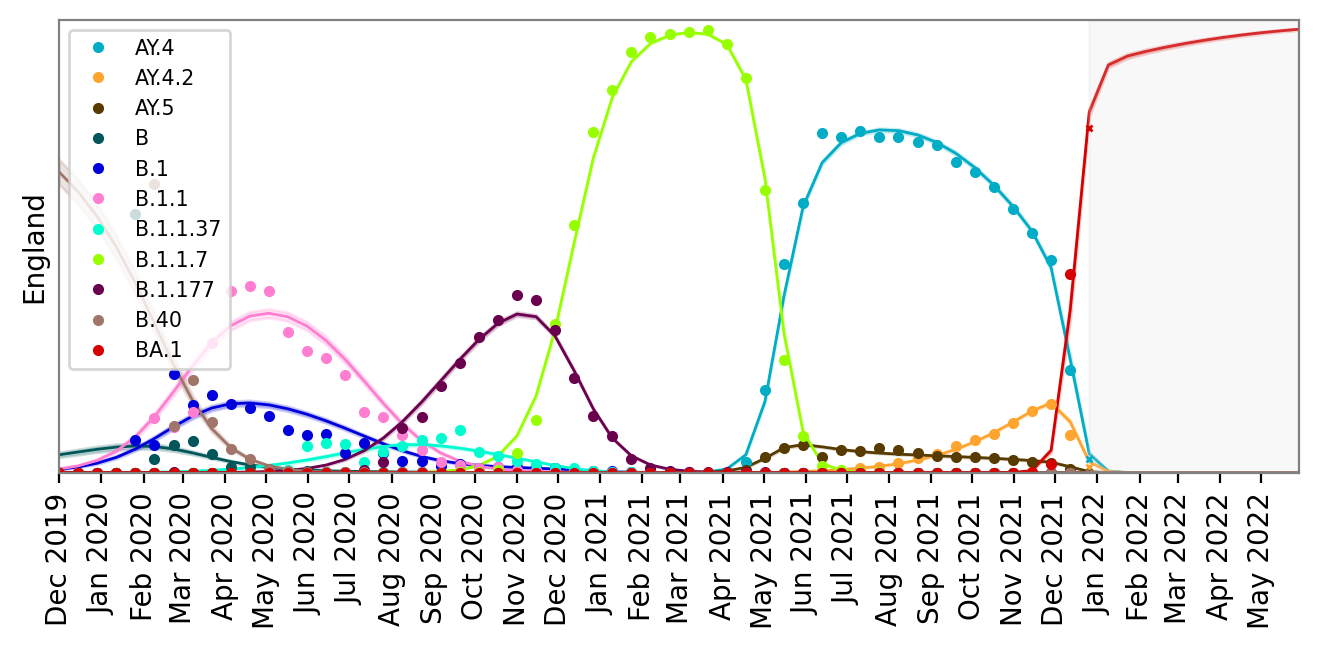 AY.4
AY.4.2
AY.5
B
B.1
B.1.1
B.1.1.37
B.1.1.7
B.1.177
B.40
BA.1
England
Dec 2019
Jan 2020
Feb 2020
Mar 2020
Apr 2020
May 2020
Jun 2020
Jul 2020
Aug 2020
Sep 2020
Oct 2020
Nov 2020
Dec 2020
Jan 2021
Feb 2021
Mar 2021
Apr 2021
May 2021
Jun 2021
Jul 2021
Aug 2021
Sep 2021
Oct 2021
Nov 2021
Dec 2021
Jan 2022
Feb 2022
Mar 2022
Apr 2022
May 2022